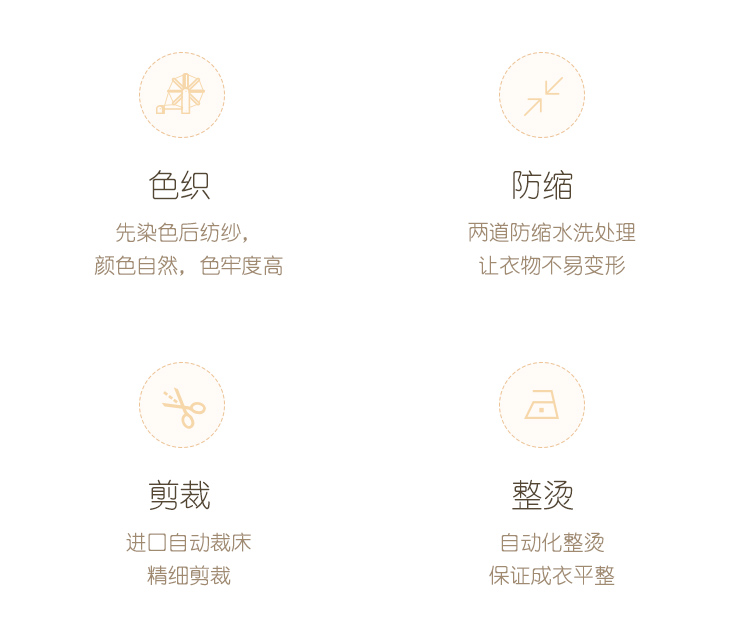 色织
先染色后纺纱，
颜色自然，色牢度高
防缩
两道防缩水洗处理
让衣物不易变形
剪裁
进口自动裁床
精细剪裁
整烫
自动化整烫
保证成衣平整